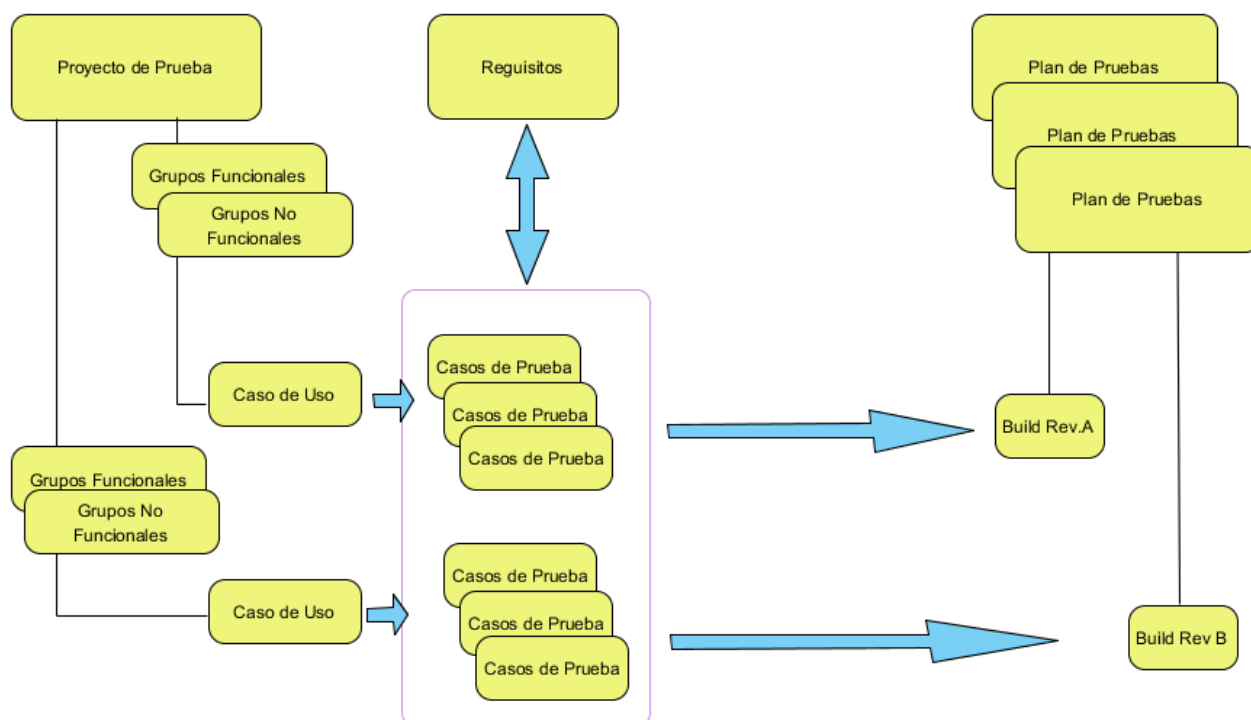 Proyecto de Prueba
Reguisitos
Plan de Pruebas
Plan de Pruebas
Plan de Pruebas
Grupos Funcionales
Grupos No
Funcionales
Caso de Uso
Casos de Prueba
Casos de Prueba
Casos de Prueba
Build Rev.A
Grupos Funcionales
Grupos No
Funcionales
Caso de Uso
Casos de Prueba
Casos de Prueba
Casos de Prueba
Build Rev B